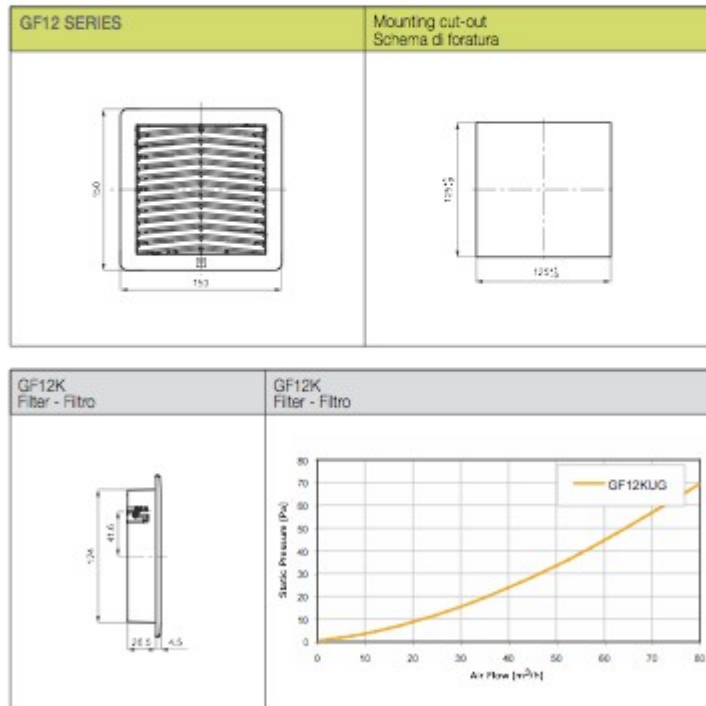 GF12 SERIES
Mounting cut-out
Schema di foratura
150
150
GF12K
Filter - Filtro
GF12K
Filter - Filtro
124
41.6
4.5
Static Pressure (Pa)
80
70
60
50
40
30
20
10
0
GF12KUG
0 10 20 30 40 50 60 70 80
Air Flow (m³/h)